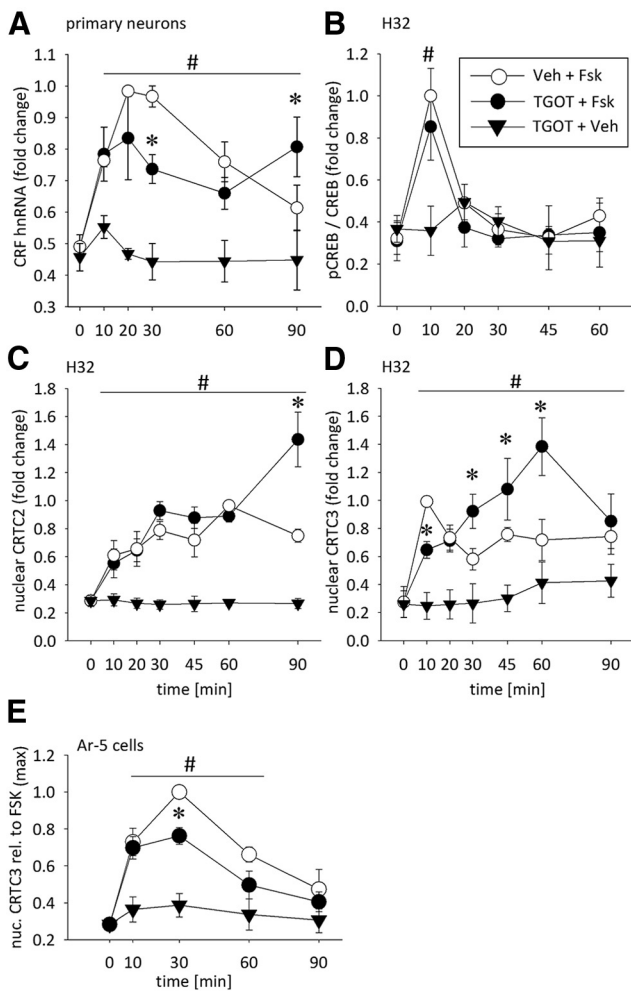 A primary neurons
CRF hnRNA (fold change)
1.1
1.0
0.9
0.8
0.7
0.6
0.5
0.4
0.3
#
*
*
0 10 20 30 60 90
B H32
pCREB / CREB (fold change)
1.2
1.0
0.8
0.6
0.4
0.2
0.0
#
Veh + Fsk
TGOT + Fsk
TGOT + Veh
0 10 20 30 45 60
C H32
nuclear CRTC2 (fold change)
1.8
1.6
1.4
1.2
1.0
0.8
0.6
0.4
0.2
0.0
#
*
0 10 20 30 45 60 90
time [min]
D H32
nuclear CRTC3 (fold change)
1.8
1.6
1.4
1.2
1.0
0.8
0.6
0.4
0.2
0.0
#
*
*
*
*
0 10 20 30 45 60 90
time [min]
E Ar-5 cells
nuc. CRTC3 rel. to FSK (max)
1.2
1.0
0.8
0.6
0.4
0.2
#
*
0 10 30 60 90
time [min]